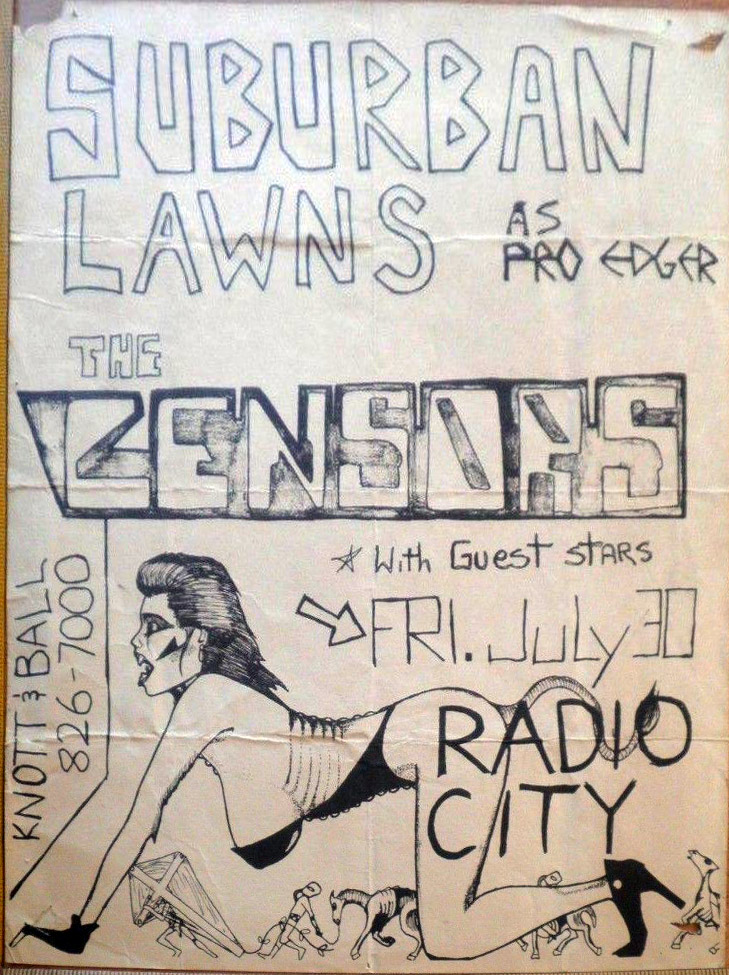 SUBURBAN
LAWNS
AS
PRO EDGER
THE
CENSORS
☆ With Guest STARS
FRI. July 30
RADIO
CITY
KNOTT & BALL
826-7000